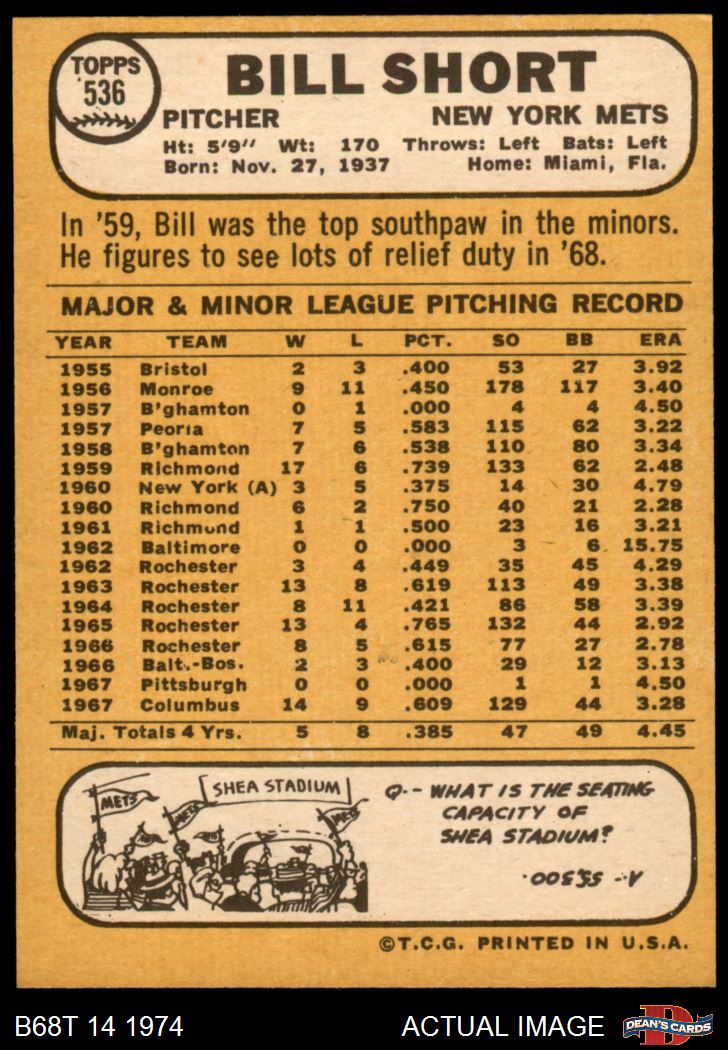 TOPPS
536
BILL SHORT
PITCHER NEW YORK METS
Ht: 5'9" Wt: 170 Throws: Left Bats: Left
Born: Nov. 27, 1937 Home: Miami, Fla.
In '59, Bill was the top southpaw in the minors.
He figures to see lots of relief duty in '68.
MAJOR & MINOR LEAGUE PITCHING RECORD
YEAR TEAM W L PCT. SO BB ERA
1955 Bristol 2 3 .400 53 27 3.92
1956 Monroe 9 11 .450 178 117 3.40
1957 B'ghamton 0 1 .000 4 4 4.50
1957 Peoria 7 5 .583 115 62 3.22
1958 B'ghamton 7 6 .538 110 80 3.34
1959 Richmond 17 6 .739 133 62 2.48
1960 New York (A) 3 5 .375 14 30 4.79
1960 Richmond 6 2 .750 40 21 2.28
1961 Richmond 1 1 .500 23 16 3.21
1962 Baltimore 0 0 .000 3 6 15.75
1962 Rochester 3 4 .449 35 45 4.29
1963 Rochester 13 8 .619 113 49 3.38
1964 Rochester 8 11 .421 86 58 3.39
1965 Rochester 13 4 .765 132 44 2.92
1966 Rochester 8 5 .615 77 27 2.78
1966 Balt.-Bos. 2 3 .400 29 12 3.13
1967 Pittsburgh 0 0 .000 1 1 4.50
1967 Columbus 14 9 .609 129 44 3.28
Maj. Totals 4 Yrs. 5 8 .385 47 49 4.45
METS
METS
SHEA STADIUM
METS
Q-- WHAT IS THE SEATING
CAPACITY OF
SHEA STADIUM?
A-- 55,300.
©T.C.G. PRINTED IN U.S.A.
B68T 14 1974
ACTUAL IMAGE
D
DEAN'S CARDS